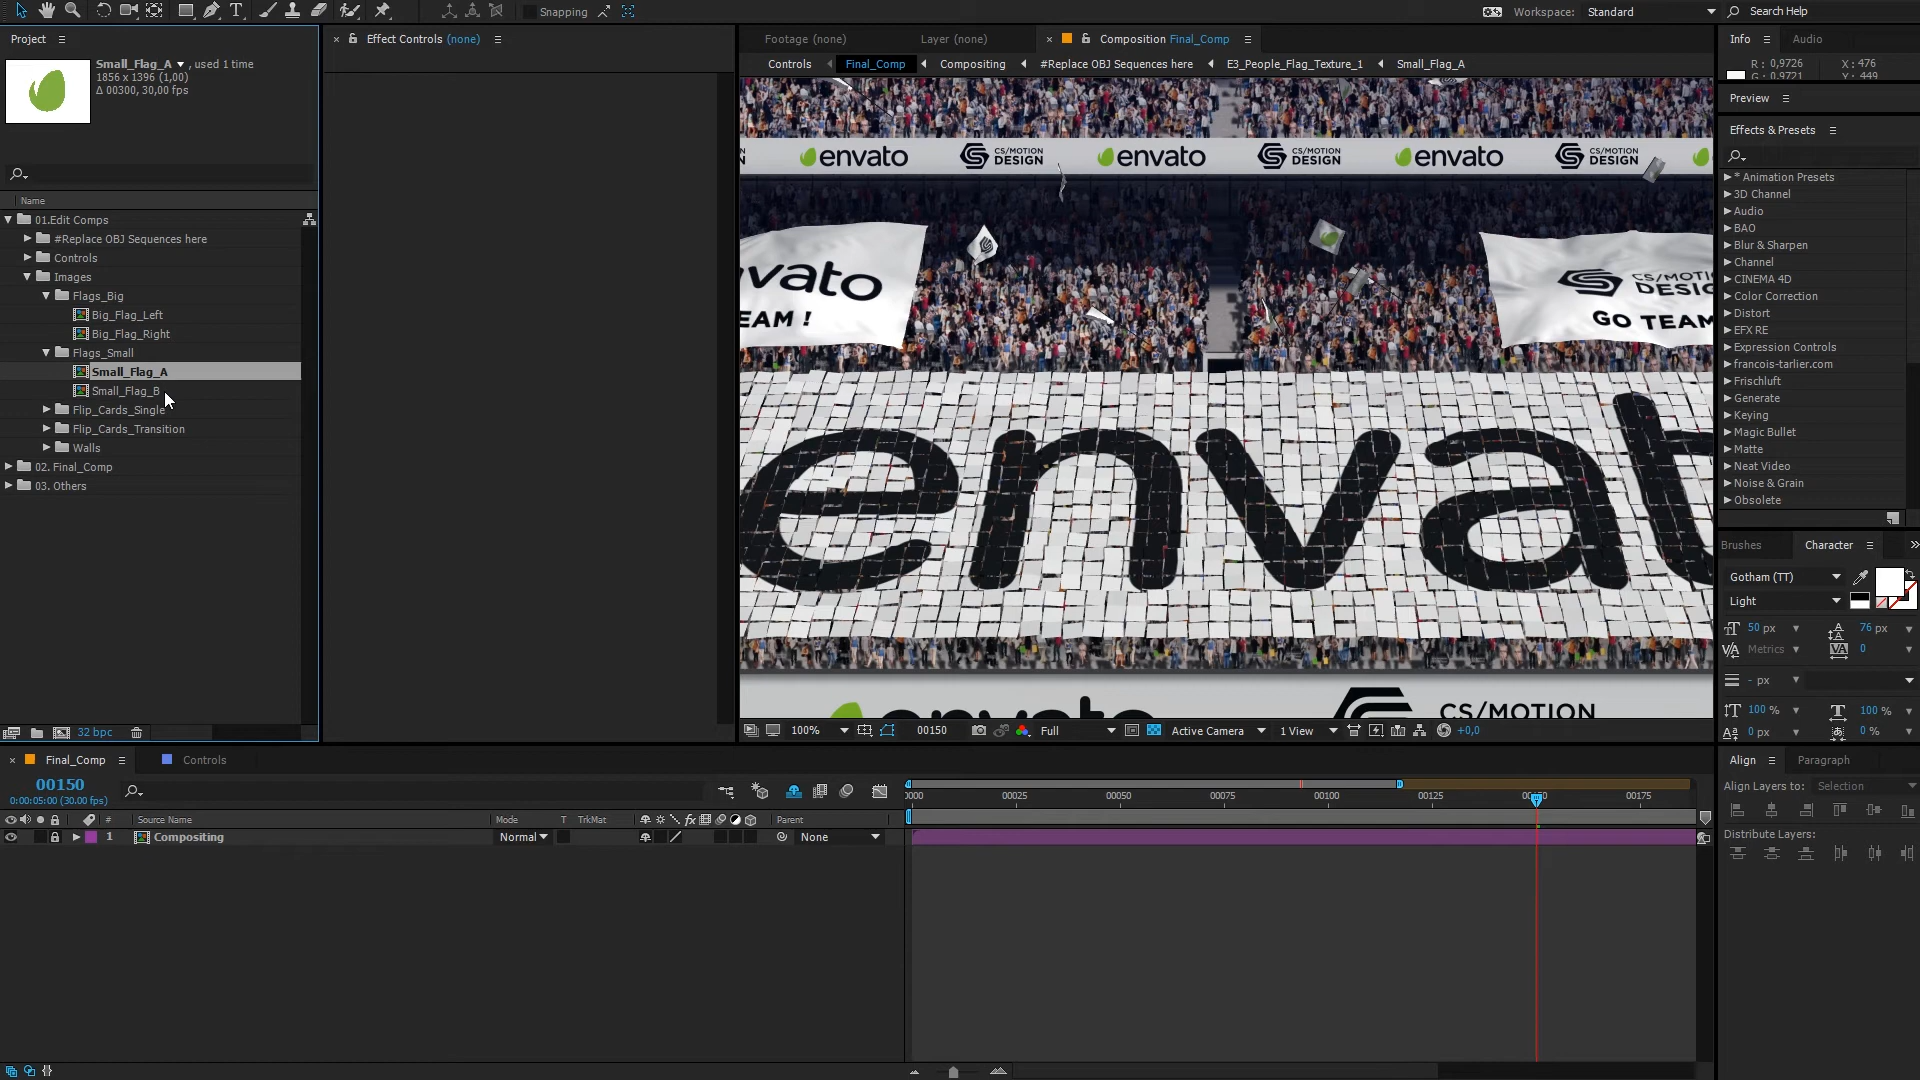 Snapping
Workspace: Standard
Search Help
Project
Effect Controls (none)
Footage (none)
Layer (none)
Composition Final_Comp
Info
Audio
Small_Flag_A , used 1 time
1856 x 1396 (1,00)
Δ 00300, 30,00 fps
Controls
Final_Comp
Compositing
#Replace OBJ Sequences here
E3_People_Flag_Texture_1
Small_Flag_A
R : 0,9726
X : 476
G : 0,9721
Y : 449
Preview
Effects & Presets
Name
01.Edit Comps
#Replace OBJ Sequences here
Controls
Images
Flags_Big
Big_Flag_Left
Big_Flag_Right
Flags_Small
Small_Flag_A
Small_Flag_B
Flip_Cards_Single
Flip_Cards_Transition
Walls
02. Final_Comp
03. Others
32 bpc
envato
CS/MOTION
DESIGN
envato
CS/MOTION
DESIGN
envato
CS/MOTION
DESIGN
vato
EAM !
CS/MOTION
DESIG
GO TEAM
envat
envato
CS/MOTION
100%
00150
Full
Active Camera
1 View
+0,0
* Animation Presets
3D Channel
Audio
BAO
Blur & Sharpen
Channel
CINEMA 4D
Color Correction
Distort
EFX RE
Expression Controls
francois-tarlier.com
Frischluft
Generate
Keying
Magic Bullet
Matte
Neat Video
Noise & Grain
Obsolete
Brushes
Character
Gotham (TT)
Light
50 px
76 px
Metrics
0
- px
100 %
100 %
0 px
0 %
Final_Comp
Controls
00150
0:00:05:00 (30.00 fps)
0000
00025
00050
00075
00100
00125
00175
#
Source Name
Mode
T
TrkMat
Parent
1
Compositing
Normal
None
Align
Paragraph
Align Layers to:
Selection
Distribute Layers: